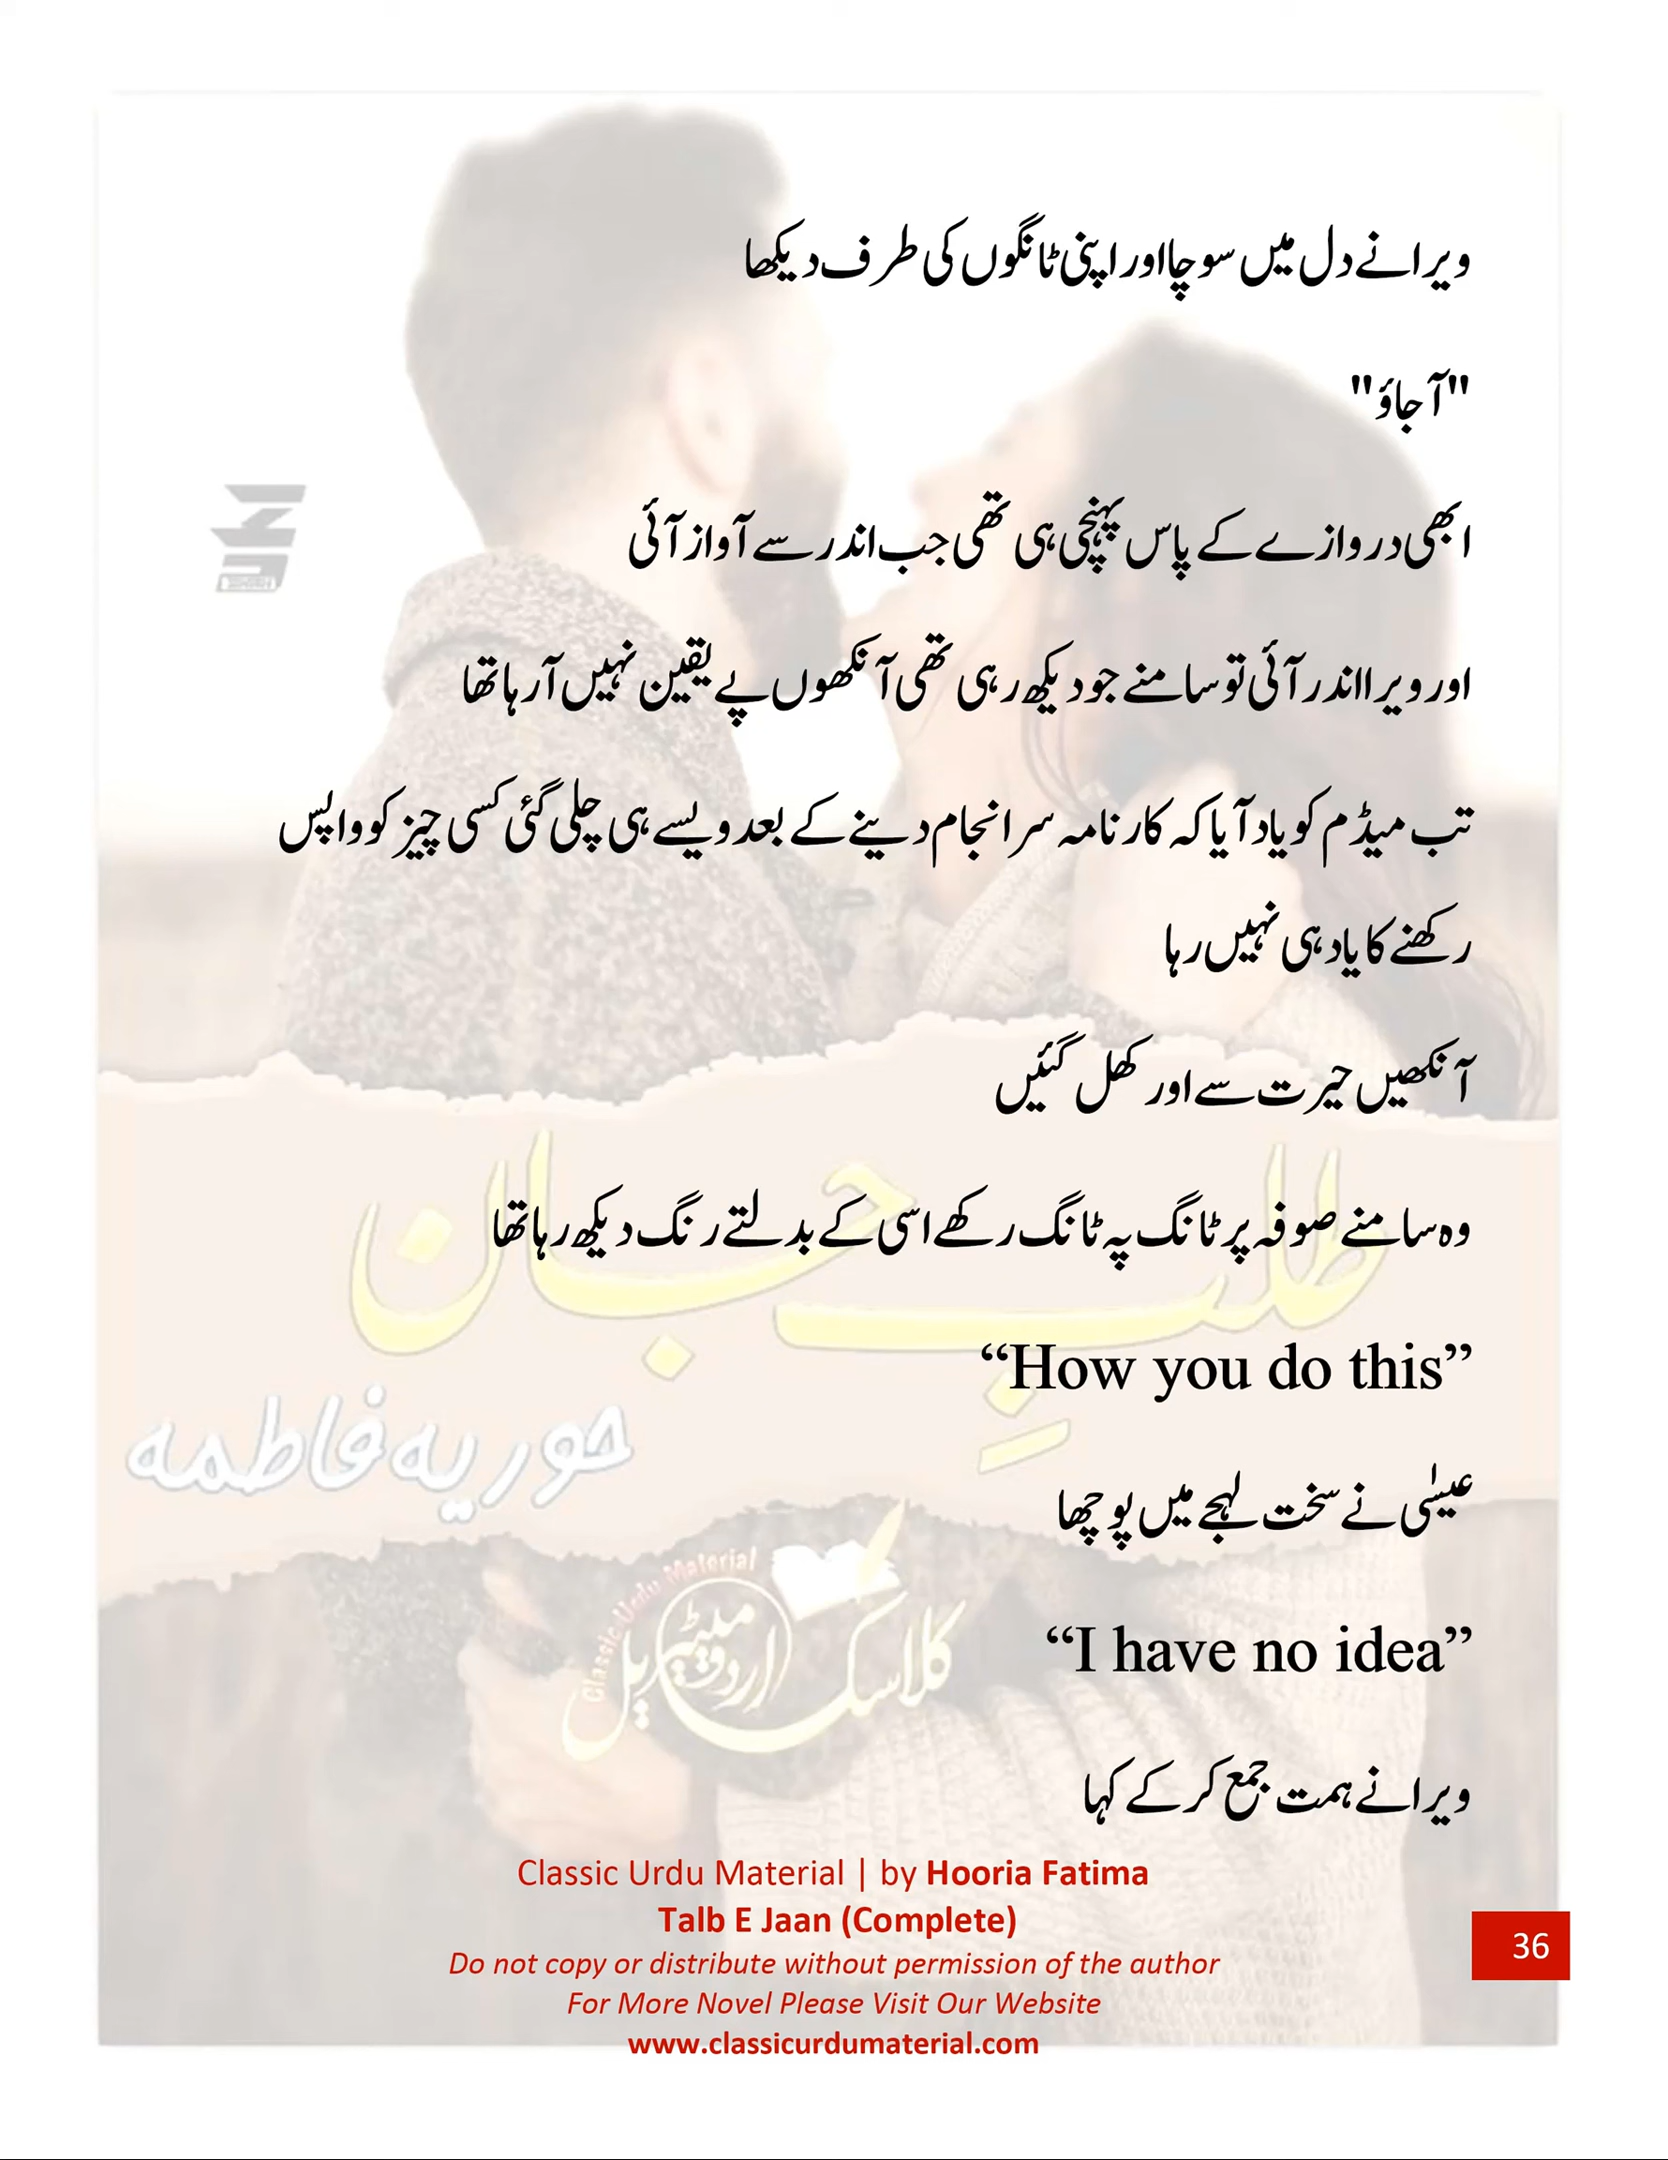 ویرا نے دل میں سوچا اور اپنی ٹانگوں کی طرف دیکھا
"آجاؤ"
ابھی دروازے کے پاس پہنچی ہی تھی جب اندر سے آواز آئی
اور ویرا اندر آئی تو سامنے جو دیکھ رہی تھی آنکھوں پے یقین نہیں آرہا تھا
تب میڈم کو یاد آیا کہ کارنامہ سرانجام دینے کے بعد ویسے ہی چلی گئی کسی چیز کو واپس
رکھنے کا یاد ہی نہیں رہا
آنکھیں حیرت سے اور کھل گئیں
وہ سامنے صوفہ پر ٹانگ پہ ٹانگ رکھے اسی کے بدلتے رنگ دیکھ رہا تھا
طلبِ جان
“How you do this”
حوریہ فاطمہ
عیسٰی نے سخت لہجے میں پوچھا
Classic Urdu Material
کلاسک اردو میٹیریل
“I have no idea”
ویرا نے ہمت جمع کر کے کہا
Classic Urdu Material | by Hooria Fatima
Talb E Jaan (Complete)
Do not copy or distribute without permission of the author
For More Novel Please Visit Our Website
www.classicurdumaterial.com
36